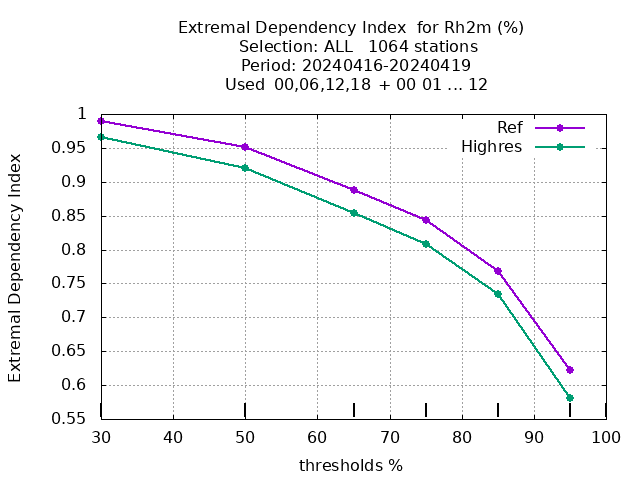 Extremal Dependency Index  for Rh2m (%)
Selection: ALL   1064 stations
Period: 20240416-20240419
Used  00,06,12,18  + 00 01 ... 12
Ref
Highres
1
0.95
0.9
0.85
0.8
0.75
0.7
0.65
0.6
0.55
Extremal Dependency Index
30 40 50 60 70 80 90 100
thresholds %